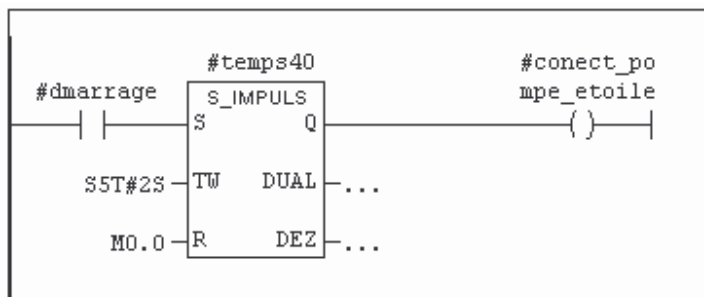 #temps40
#conect_po
mpe_etoile
#dmarrage
S_IMPULS
S Q
S5T#2S TW DUAL ...
M0.0 R DEZ ...